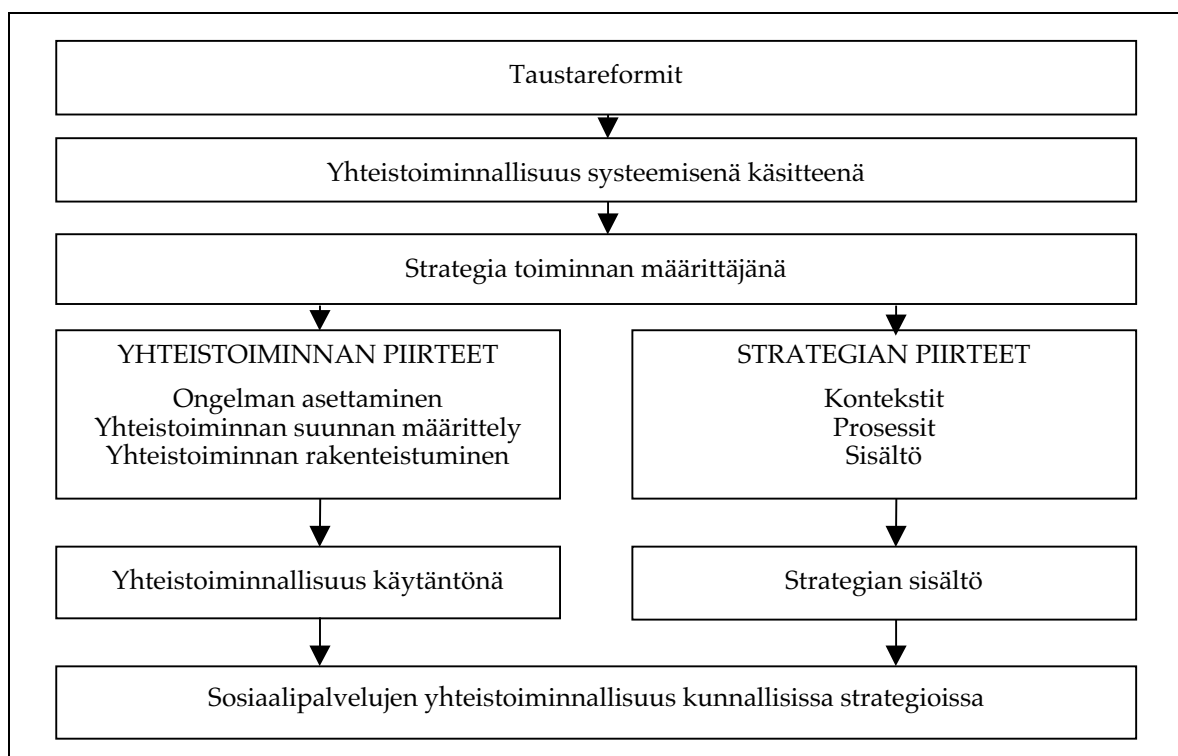 Taustareformit
Yhteistoiminnallisuus systeemisenä käsitteenä
Strategia toiminnan määrittäjänä
YHTEISTOIMINNAN PIIRTEET
Ongelman asettaminen
Yhteistoiminnan suunnan määrittely
Yhteistoiminnan rakenteistuminen
STRATEGIAN PIIRTEET
Kontekstit
Prosessit
Sisältö
Yhteistoiminnallisuus käytäntönä
Strategian sisältö
Sosiaalipalvelujen yhteistoiminnallisuus kunnallisissa strategioissa